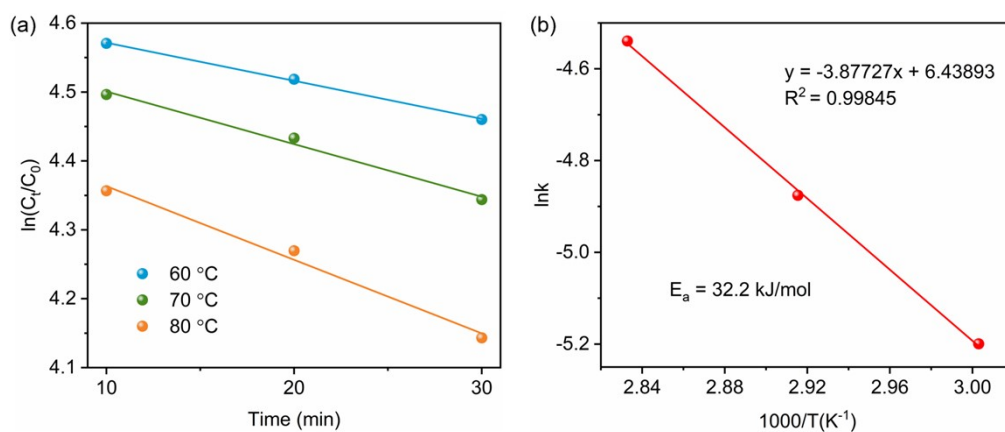 (a)
4.6
4.5
4.4
4.3
4.2
4.1
ln(Cₜ/C₀)
60 °C
70 °C
80 °C
10
20
30
Time (min)
(b)
-4.6
-4.8
-5.0
-5.2
lnk
y = -3.87727x + 6.43893
R² = 0.99845
Eₐ = 32.2 kJ/mol
2.84
2.88
2.92
2.96
3.00
1000/T(K⁻¹)